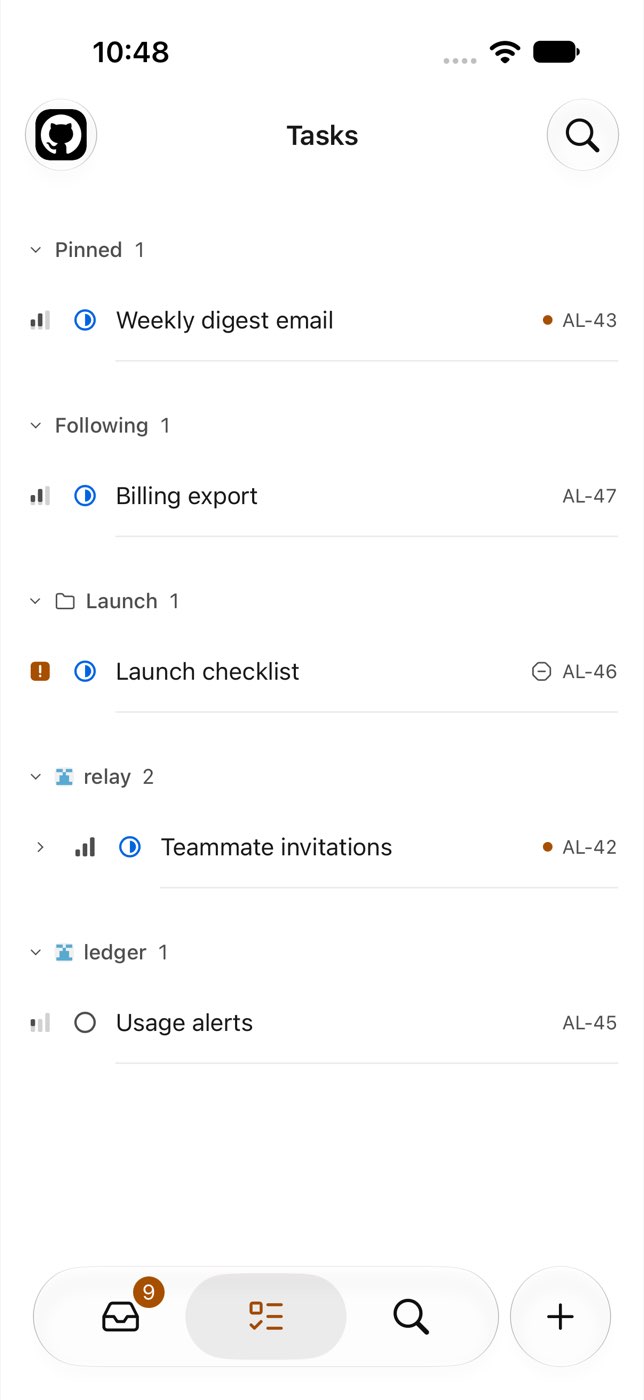 10:48
Tasks
Pinned 1
Weekly digest email AL-43
Following 1
Billing export AL-47
Launch 1
! Launch checklist AL-46
relay 2
Teammate invitations AL-42
ledger 1
Usage alerts AL-45
9